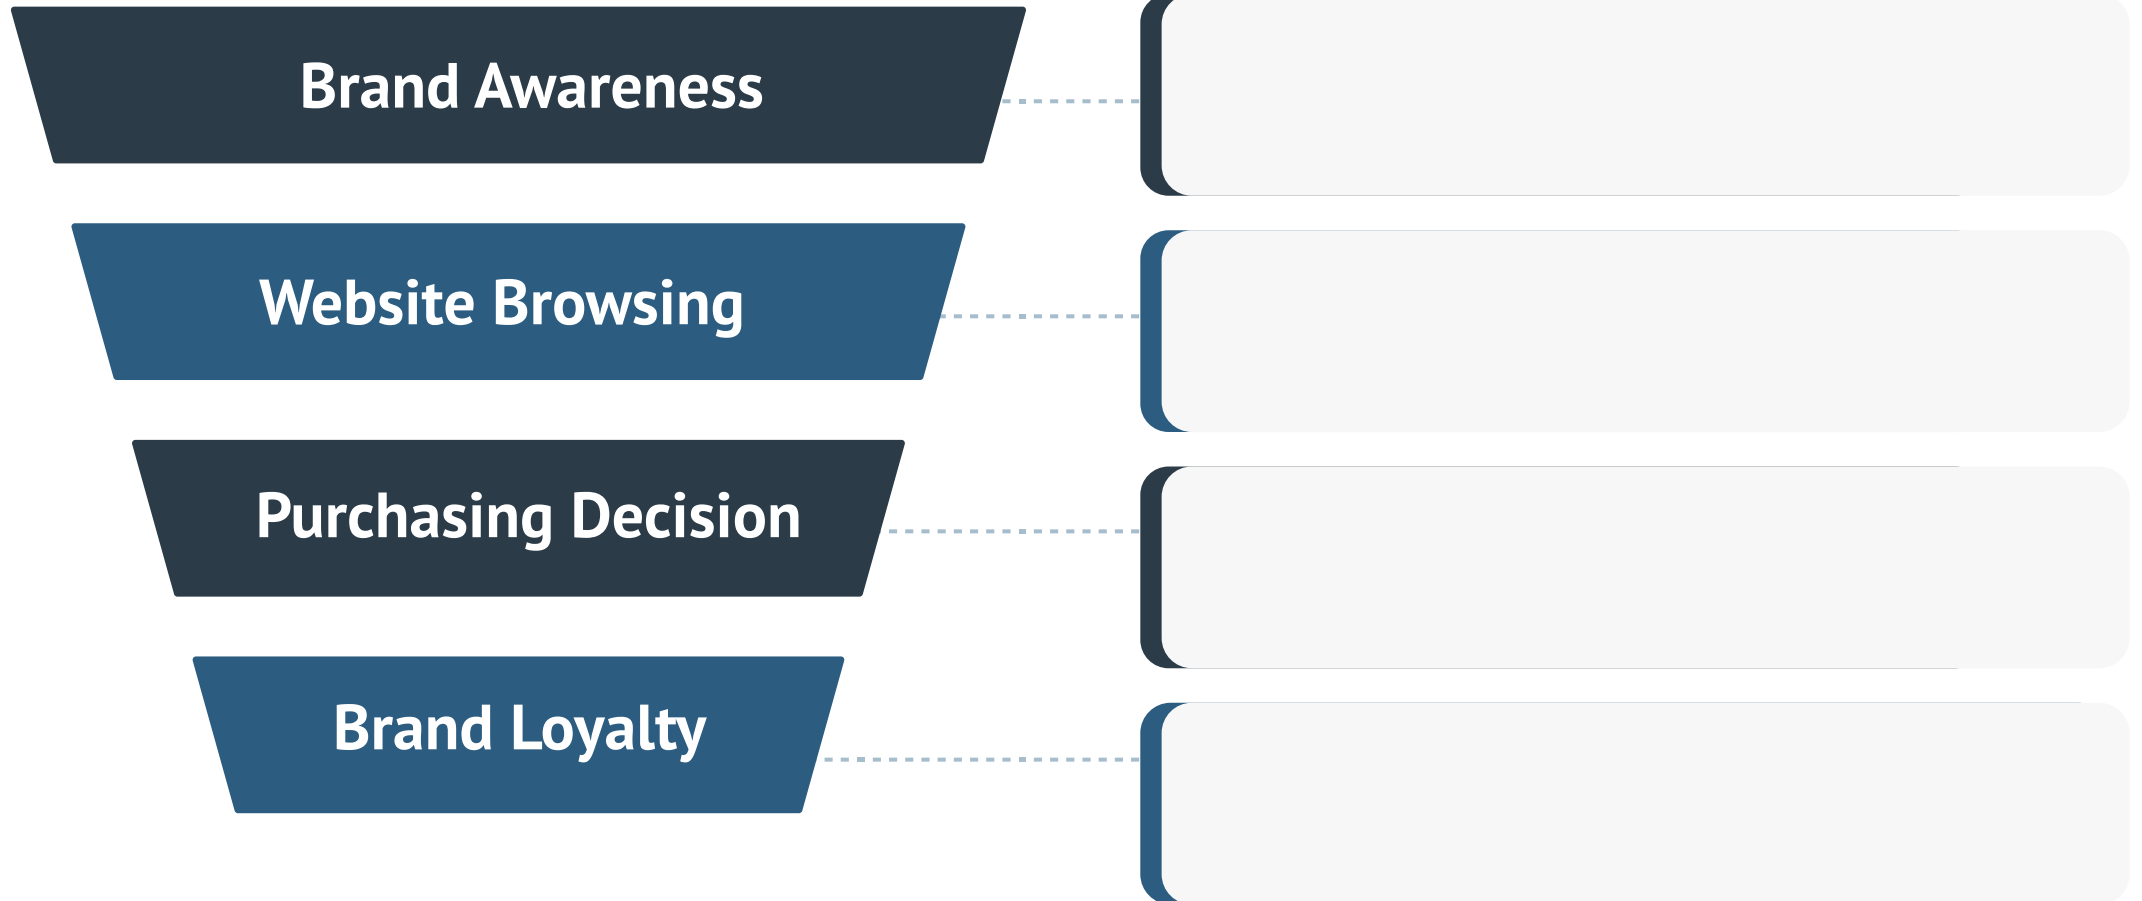 Brand Awareness
Website Browsing
Purchasing Decision
Brand Loyalty